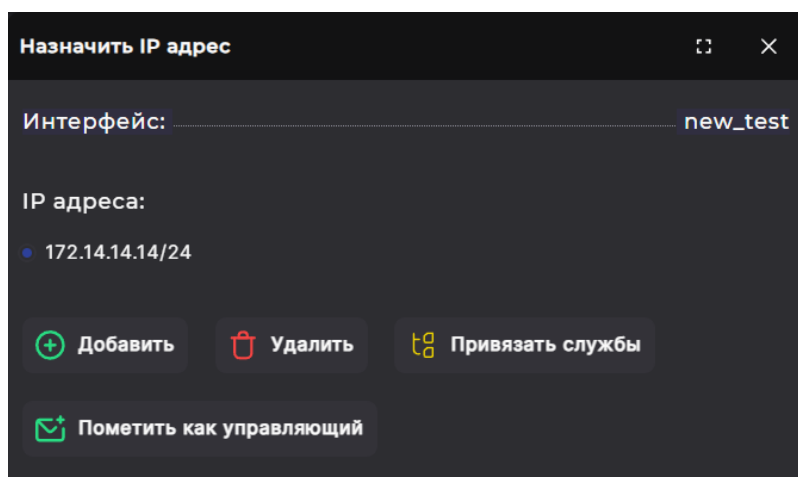 Назначить IP адрес
Интерфейс: new_test
IP адреса:
172.14.14.14/24
Добавить Удалить Привязать службы
Пометить как управляющий